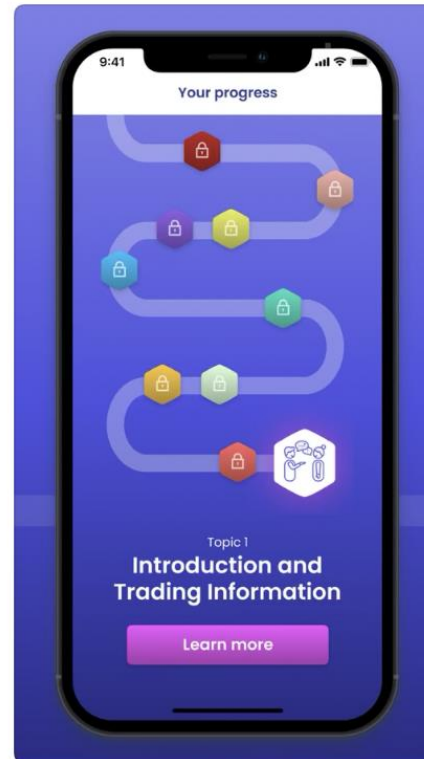 9:41
Your progress
Topic 1
Introduction and
Trading Information
Learn more